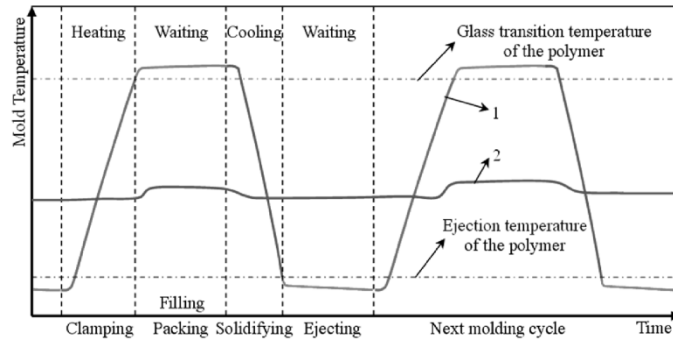 Mold Temperature
Heating
Waiting
Cooling
Waiting
Glass transition temperature
of the polymer
1
2
Ejection temperature
of the polymer
Filling
Clamping
Packing
Solidifying
Ejecting
Next molding cycle
Time